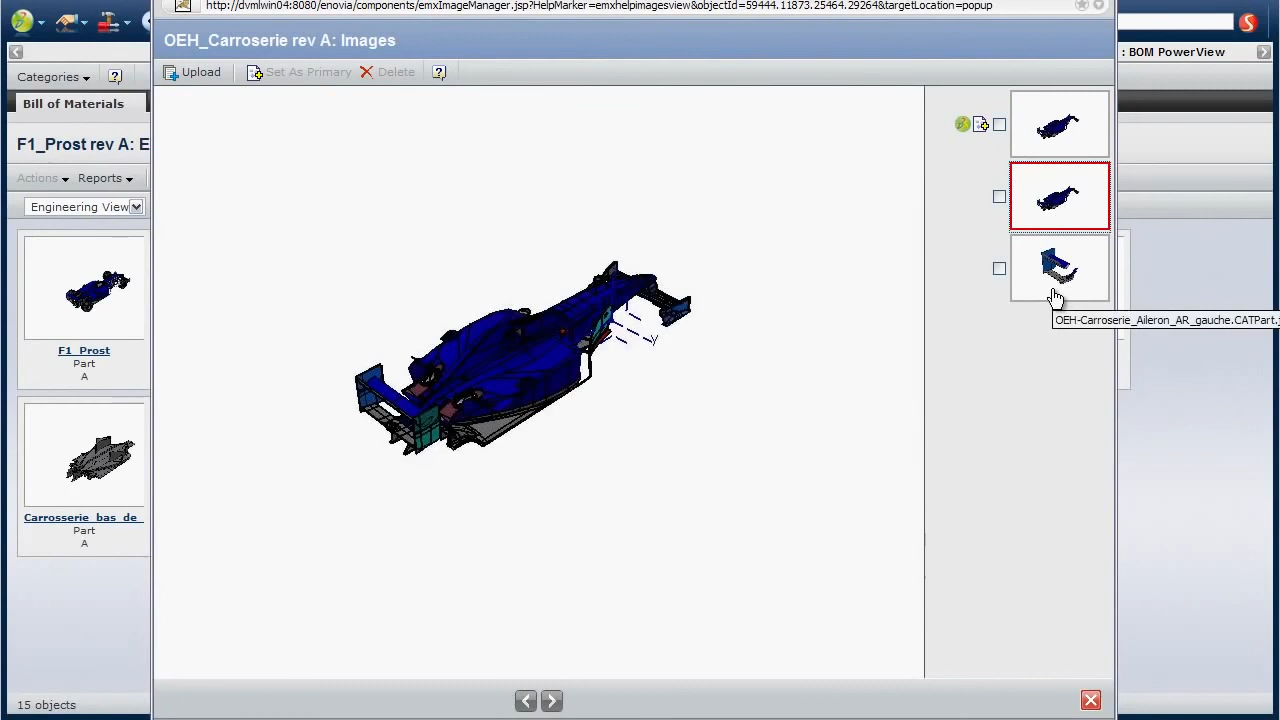 http://dvmlwin04:8080/enovia/components/emxImageManager.jsp?HelpMarker=emxhelpimagesview&objectId=59444.11873.25464.29264&targetLocation=popup
OEH_Carroserie rev A: Images
: BOM PowerView
Categories
Upload
Set As Primary
Delete
Bill of Materials
F1_Prost rev A: E
Actions
Reports
Engineering View
OEH-Carroserie_Aileron_AR_gauche.CATPart.j
F1_Prost
Part
A
Carrosserie_bas_de_
Part
A
Y
15 objects